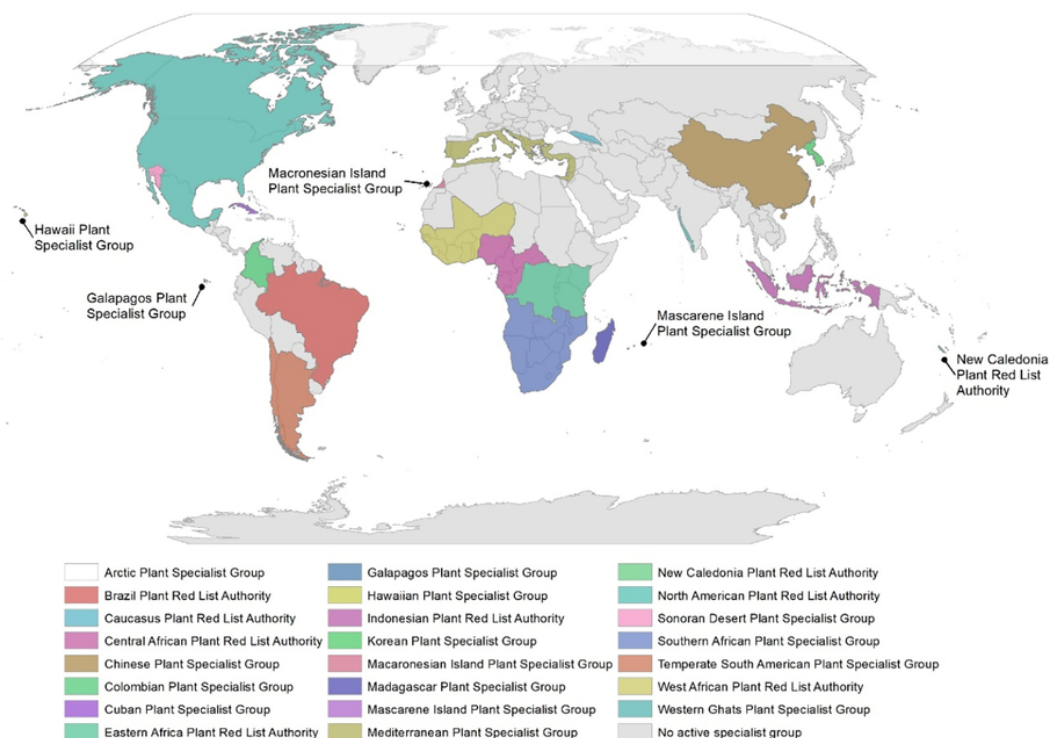 Macronesian Island
Plant Specialist Group
Hawaii Plant
Specialist Group
Galapagos Plant
Specialist Group
Mascarene Island
Plant Specialist Group
New Caledonia
Plant Red List
Authority
Arctic Plant Specialist Group
Brazil Plant Red List Authority
Caucasus Plant Red List Authority
Central African Plant Red List Authority
Chinese Plant Specialist Group
Colombian Plant Specialist Group
Cuban Plant Specialist Group
Eastern Africa Plant Red List Authority
Galapagos Plant Specialist Group
Hawaiian Plant Specialist Group
Indonesian Plant Red List Authority
Korean Plant Specialist Group
Macaronesian Island Plant Specialist Group
Madagascar Plant Specialist Group
Mascarene Island Plant Specialist Group
Mediterranean Plant Specialist Group
New Caledonia Plant Red List Authority
North American Plant Red List Authority
Sonoran Desert Plant Specialist Group
Southern African Plant Specialist Group
Temperate South American Plant Specialist Group
West African Plant Red List Authority
Western Ghats Plant Specialist Group
No active specialist group